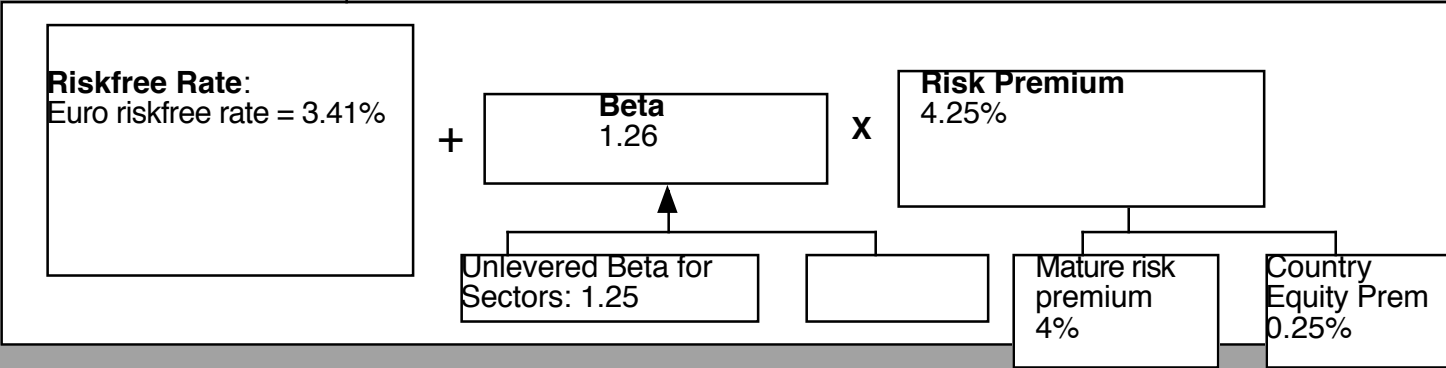 Riskfree Rate:
Euro riskfree rate = 3.41%
+
Beta
1.26
X
Risk Premium
4.25%
Unlevered Beta for
Sectors: 1.25
Mature risk
premium
4%
Country
Equity Prem
0.25%